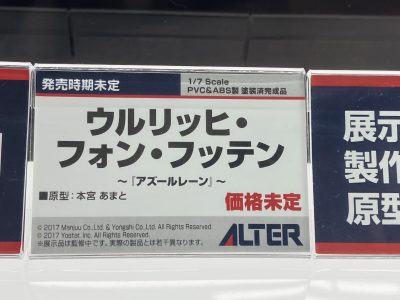 発売時期未定
1/7 Scale
PVC&ABS製 塗装済完成品
ウルリッヒ・
フォン・フッテン
～『アズールレーン』～
■原型：本宮 あまと
価格未定
© 2017 Manjuu Co.,Ltd. & Yongshi Co.,Ltd. All Rights Reserved.
© 2017 Yostar, Inc. All Rights Reserved.
※展示品は監修中です。実際の製品とは若干異なります。
ALTER
展示
製作
原型